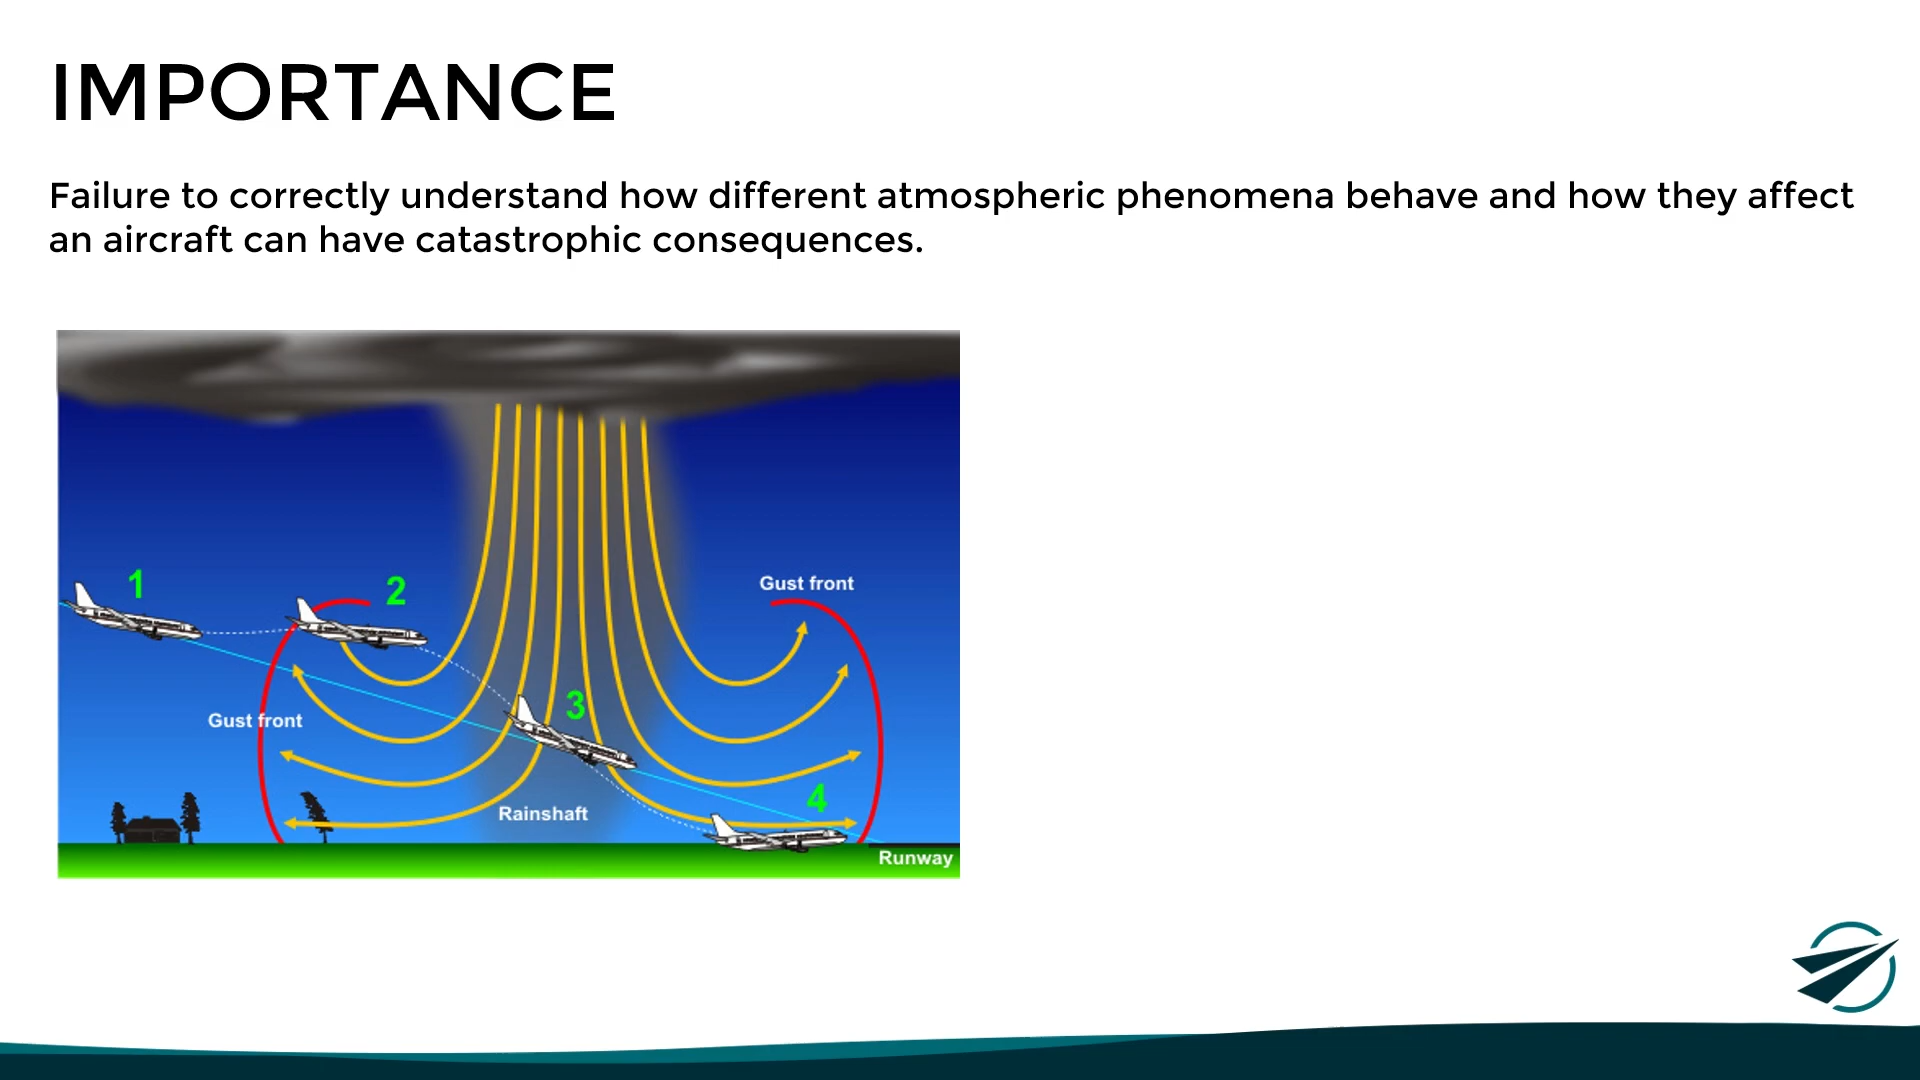 IMPORTANCE
Failure to correctly understand how different atmospheric phenomena behave and how they affect
an aircraft can have catastrophic consequences.
1
2
Gust front
3
Gust front
4
Rainshaft
Runway